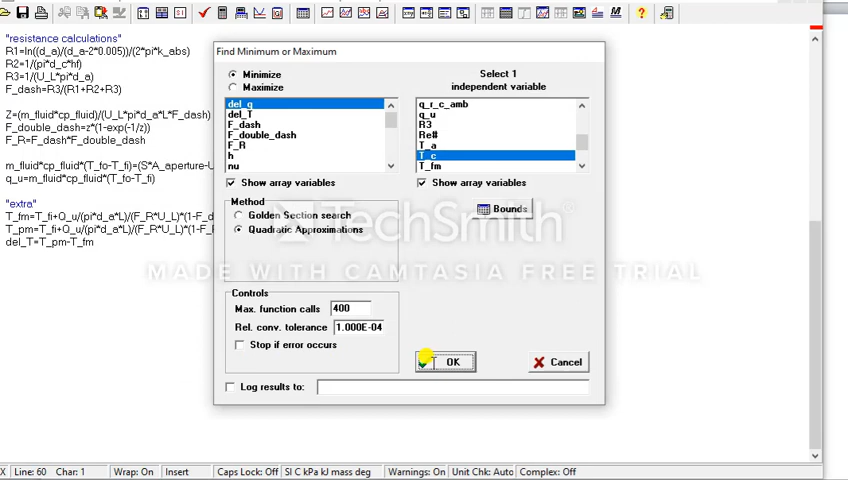 "resistance calculations"
R1=ln((d_a)/(d_a-2*0.005))/(2*pi*k_abs)
R2=1/(pi*d_c*hf)
R3=1/(U_L*pi*d_a)
F_dash=R3/(R1+R2+R3)
Z=(m_fluid*cp_fluid)/(U_L*pi*d_a*L*F_dash)
F_double_dash=z*(1-exp(-1/z))
F_R=F_dash*F_double_dash
m_fluid*cp_fluid*(T_fo-T_fi)=(S*A_aperture-U
q_u=m_fluid*cp_fluid*(T_fo-T_fi)
"extra"
T_fm=T_fi+Q_u/(pi*d_a*L)/(F_R*U_L)*(1-F_d
T_pm=T_fi+Q_u/(pi*d_a*L)/(F_R*U_L)*(1-F
del_T=T_pm-T_fm
Find Minimum or Maximum
Minimize
Maximize
Select 1
independent variable
del_q
del_T
F_dash
F_double_dash
F_R
h
nu
q_r_c_amb
q_u
R3
Re#
T_a
T_c
T_fm
Show array variables
Show array variables
Method
Golden Section search
Quadratic Approximations
Bounds
TechSmith
MADE WITH CAMTASIA FREE TRIAL
Controls
Max. function calls 400
Rel. conv. tolerance 1.000E-04
Stop if error occurs
OK
Cancel
Log results to:
X Line: 60 Char: 1 Wrap: On Insert Caps Lock: Off SI C kPa kJ mass deg Warnings: On Unit Chk: Auto Complex: Off